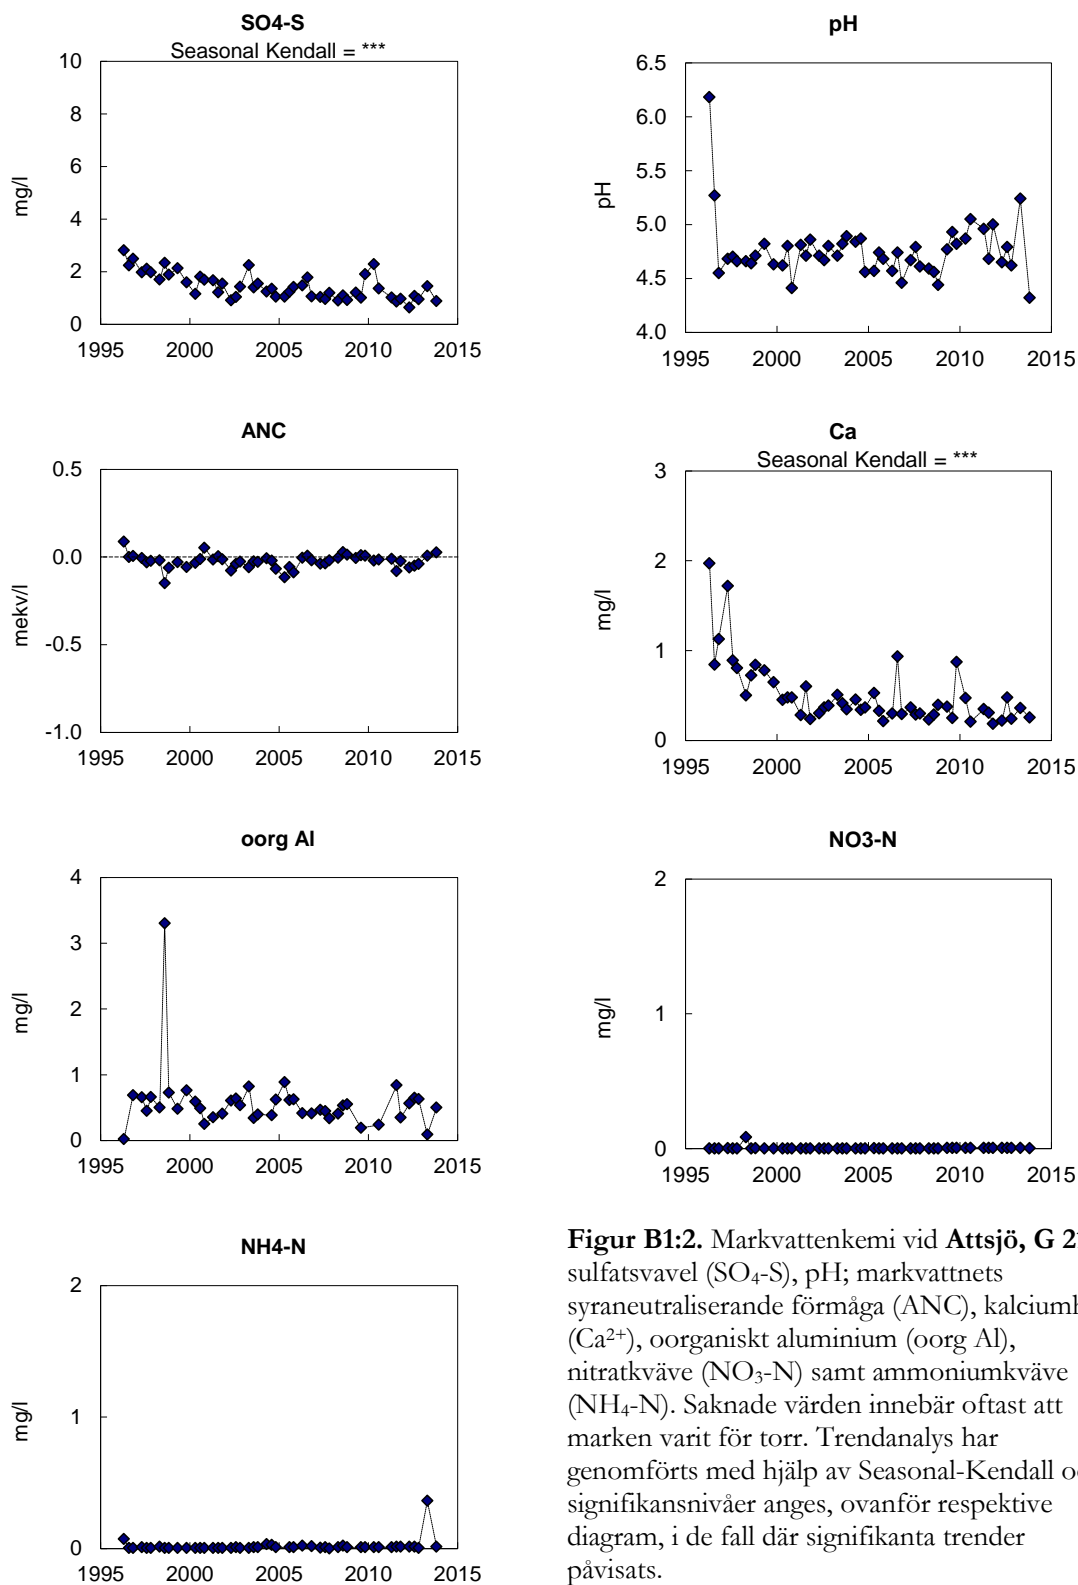 SO4-S
Seasonal Kendall = ***
10
8
6
4
2
0
mg/l
1995 2000 2005 2010 2015
pH
6.5
6.0
5.5
5.0
4.5
4.0
pH
1995 2000 2005 2010 2015
ANC
0.5
0.0
-0.5
-1.0
mekv/l
1995 2000 2005 2010 2015
Ca
Seasonal Kendall = ***
3
2
1
0
mg/l
1995 2000 2005 2010 2015
oorg Al
4
3
2
1
0
mg/l
1995 2000 2005 2010 2015
NO3-N
2
1
0
mg/l
1995 2000 2005 2010 2015
NH4-N
2
1
0
mg/l
1995 2000 2005 2010 2015
Figur B1:2. Markvattenkemi vid Attsjö, G 2
sulfatsvavel (SO₄-S), pH; markvattnets
syraneutraliserande förmåga (ANC),
(Ca²⁺), oorganiskt aluminium (oorg Al),
nitratkväve (NO₃-N) samt ammoniumkväve
(NH₄-N). Saknade värden innebär oftast att
marken varit för torr. Trendanalys har
genomförts med hjälp av Seasonal-Kendall
signifikansnivåer anges, ovanför respektive
diagram, i de fall där signifikanta trender
påvisats.